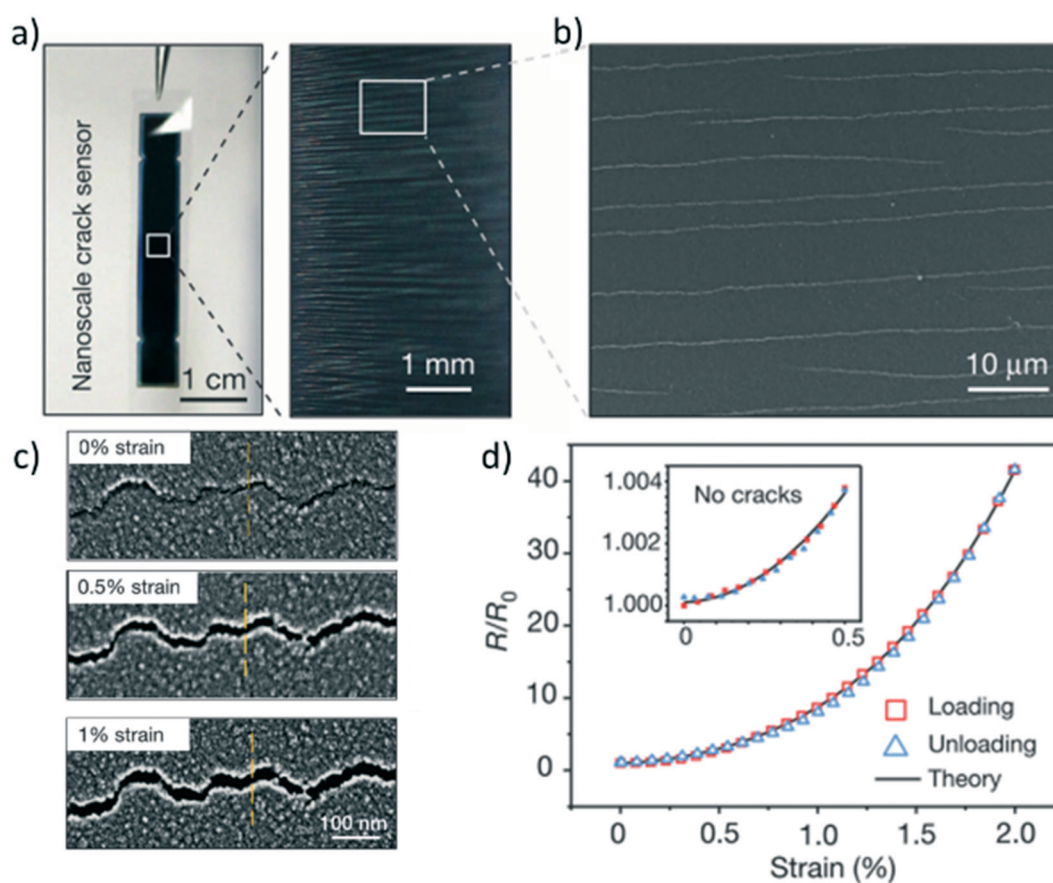 a)
Nanoscale crack sensor
1 cm
1 mm
b)
10 µm
c)
0% strain
0.5% strain
1% strain
100 nm
d)
R/R0
40
30
20
10
0
1.004
1.002
1.000
No cracks
0
0.5
Loading
Unloading
Theory
0
0.5
1.0
1.5
2.0
Strain (%)